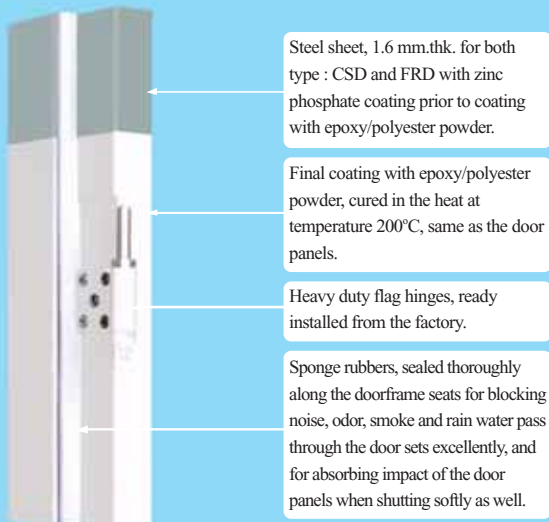 Steel sheet, 1.6 mm.thk. for both
type : CSD and FRD with zinc
phosphate coating prior to coating
with epoxy/polyester powder.
Final coating with epoxy/polyester
powder, cured in the heat at
temperature 200°C, same as the door
panels.
Heavy duty flag hinges, ready
installed from the factory.
Sponge rubbers, sealed thoroughly
along the doorframe seats for blocking
noise, odor, smoke and rain water pass
through the door sets excellently, and
for absorbing impact of the door
panels when shutting softly as well.